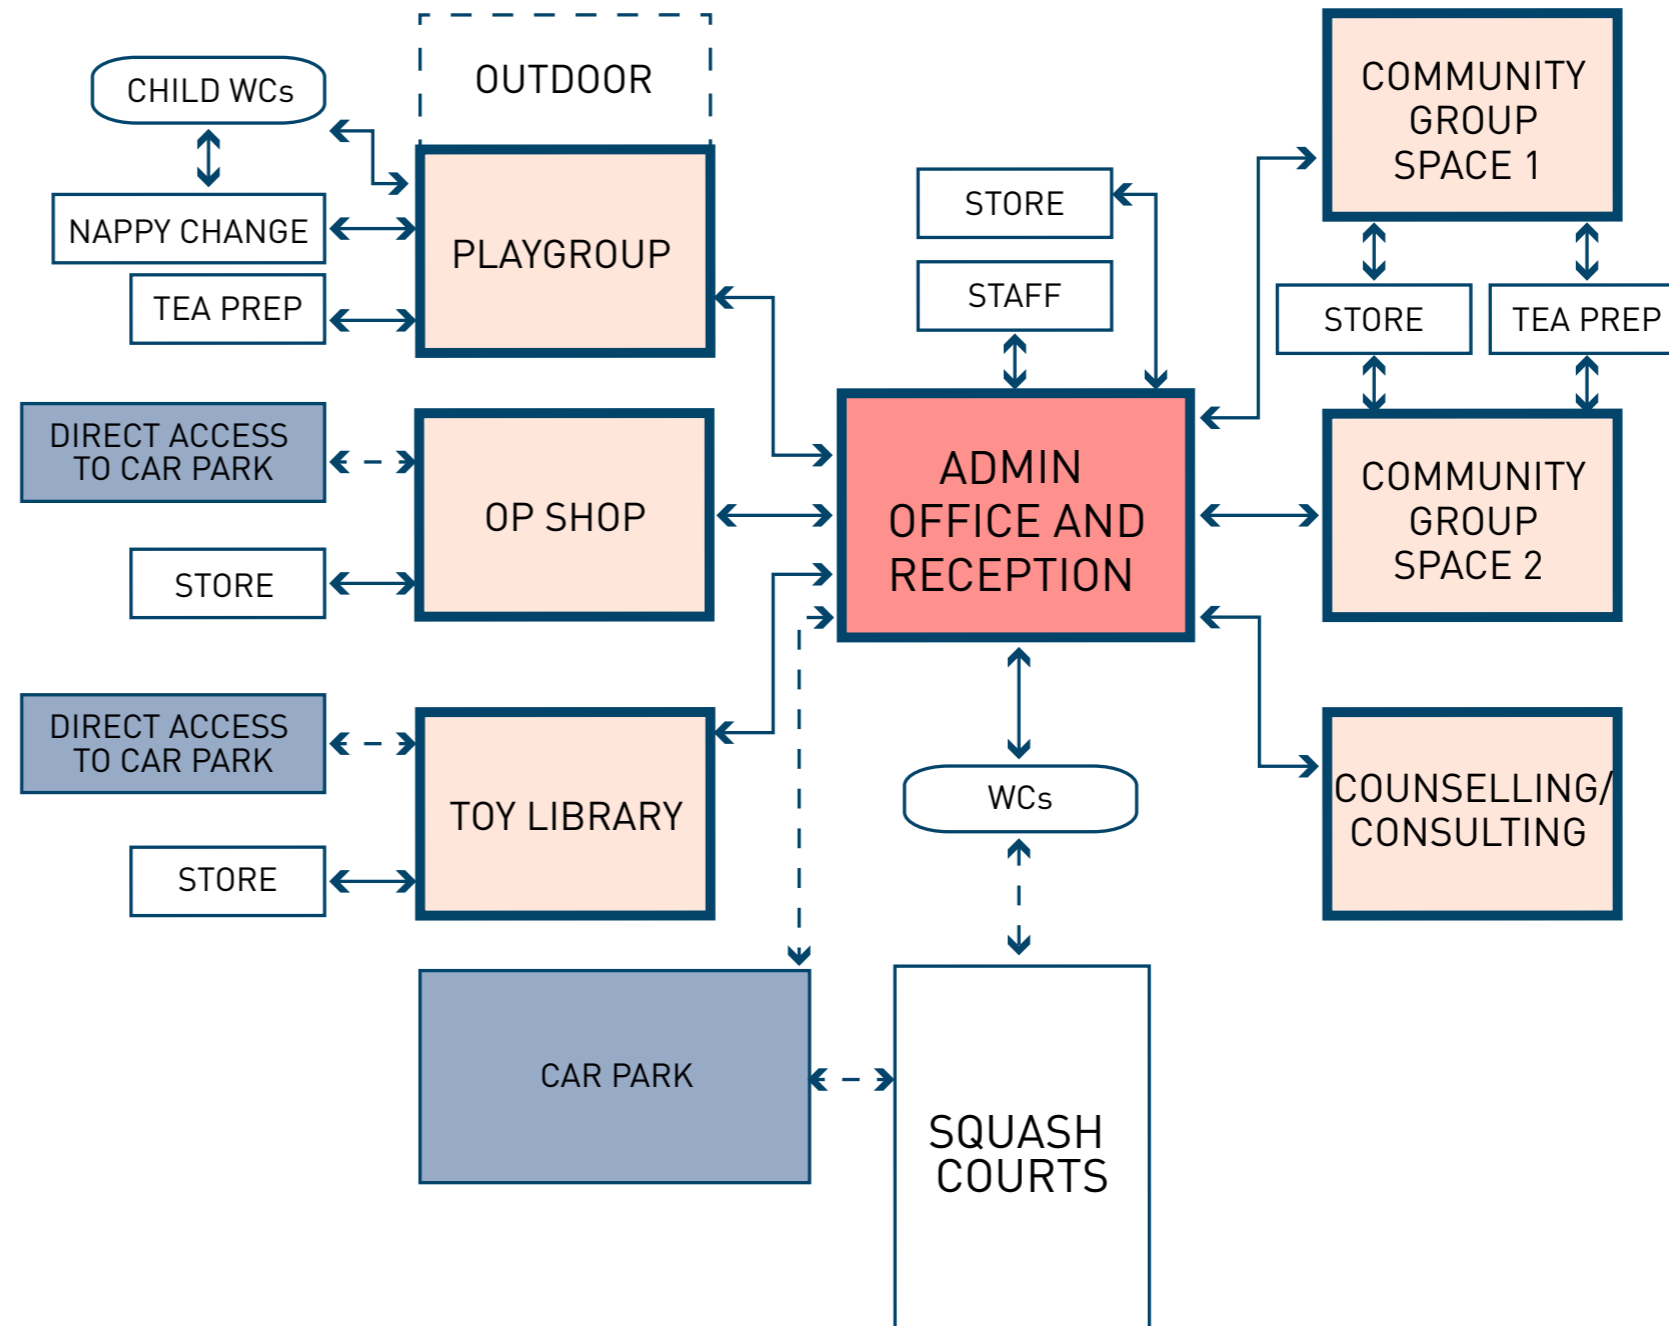 OUTDOOR
CHILD WCs
NAPPY CHANGE
TEA PREP
PLAYGROUP
DIRECT ACCESS
TO CAR PARK
OP SHOP
STORE
DIRECT ACCESS
TO CAR PARK
TOY LIBRARY
STORE
STORE
STAFF
ADMIN
OFFICE AND
RECEPTION
WCs
CAR PARK
SQUASH
COURTS
COMMUNITY
GROUP
SPACE 1
STORE
TEA PREP
COMMUNITY
GROUP
SPACE 2
COUNSELLING/
CONSULTING